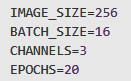 IMAGE_SIZE=256
BATCH_SIZE=16
CHANNELS=3
EPOCHS=20